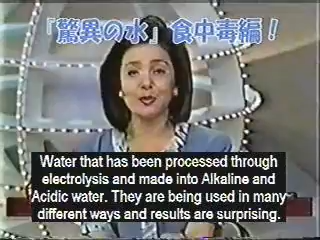 『驚異の水』食中毒編！
Water that has been processed through
electrolysis and made into Alkaline and
Acidic water. They are being used in many
different ways and results are surprising.